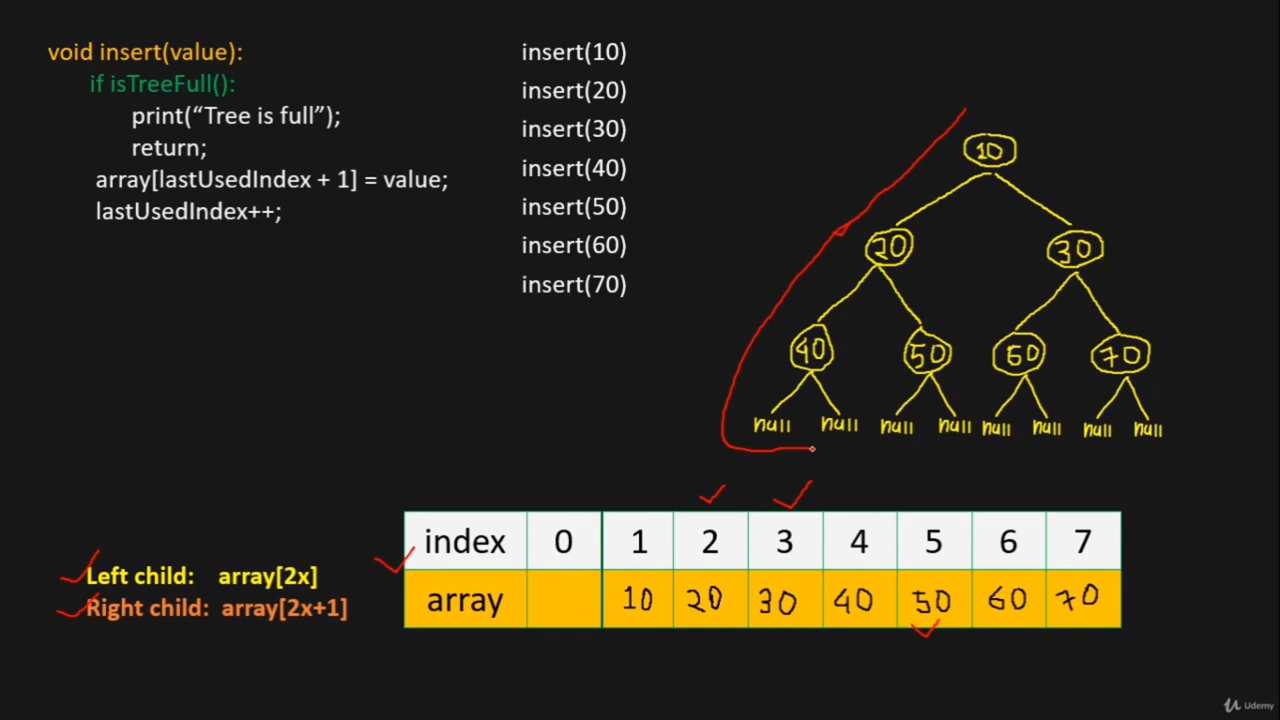 void insert(value):
if isTreeFull():
print(“Tree is full”);
return;
array[lastUsedIndex + 1] = value;
lastUsedIndex++;
insert(10)
insert(20)
insert(30)
insert(40)
insert(50)
insert(60)
insert(70)
10
20 30
40 50 60 70
null null null null null null null null
Left child: array[2x]
Right child: array[2x+1]
index 0 1 2 3 4 5 6 7
array 10 20 30 40 50 60 70
Udemy